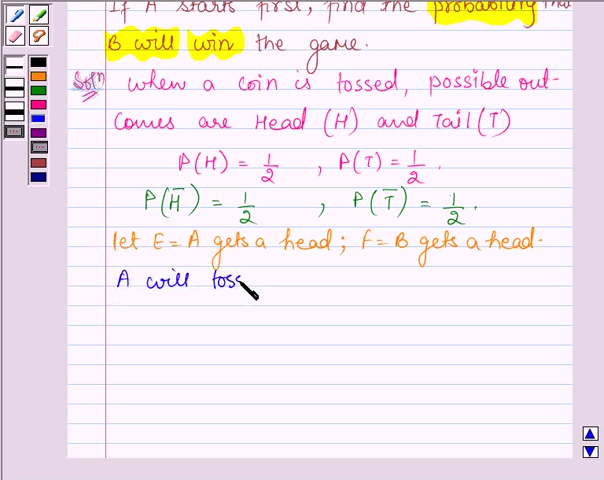 If A starts first, find the probability that
B will win the game.
Solⁿ When a coin is tossed, possible out-
comes are Head (H) and Tail (T)
P(H) = 1/2 , P(T) = 1/2.
P(H̅) = 1/2 , P(T̅) = 1/2.
let E = A gets a head ; F = B gets a head.
A will toss